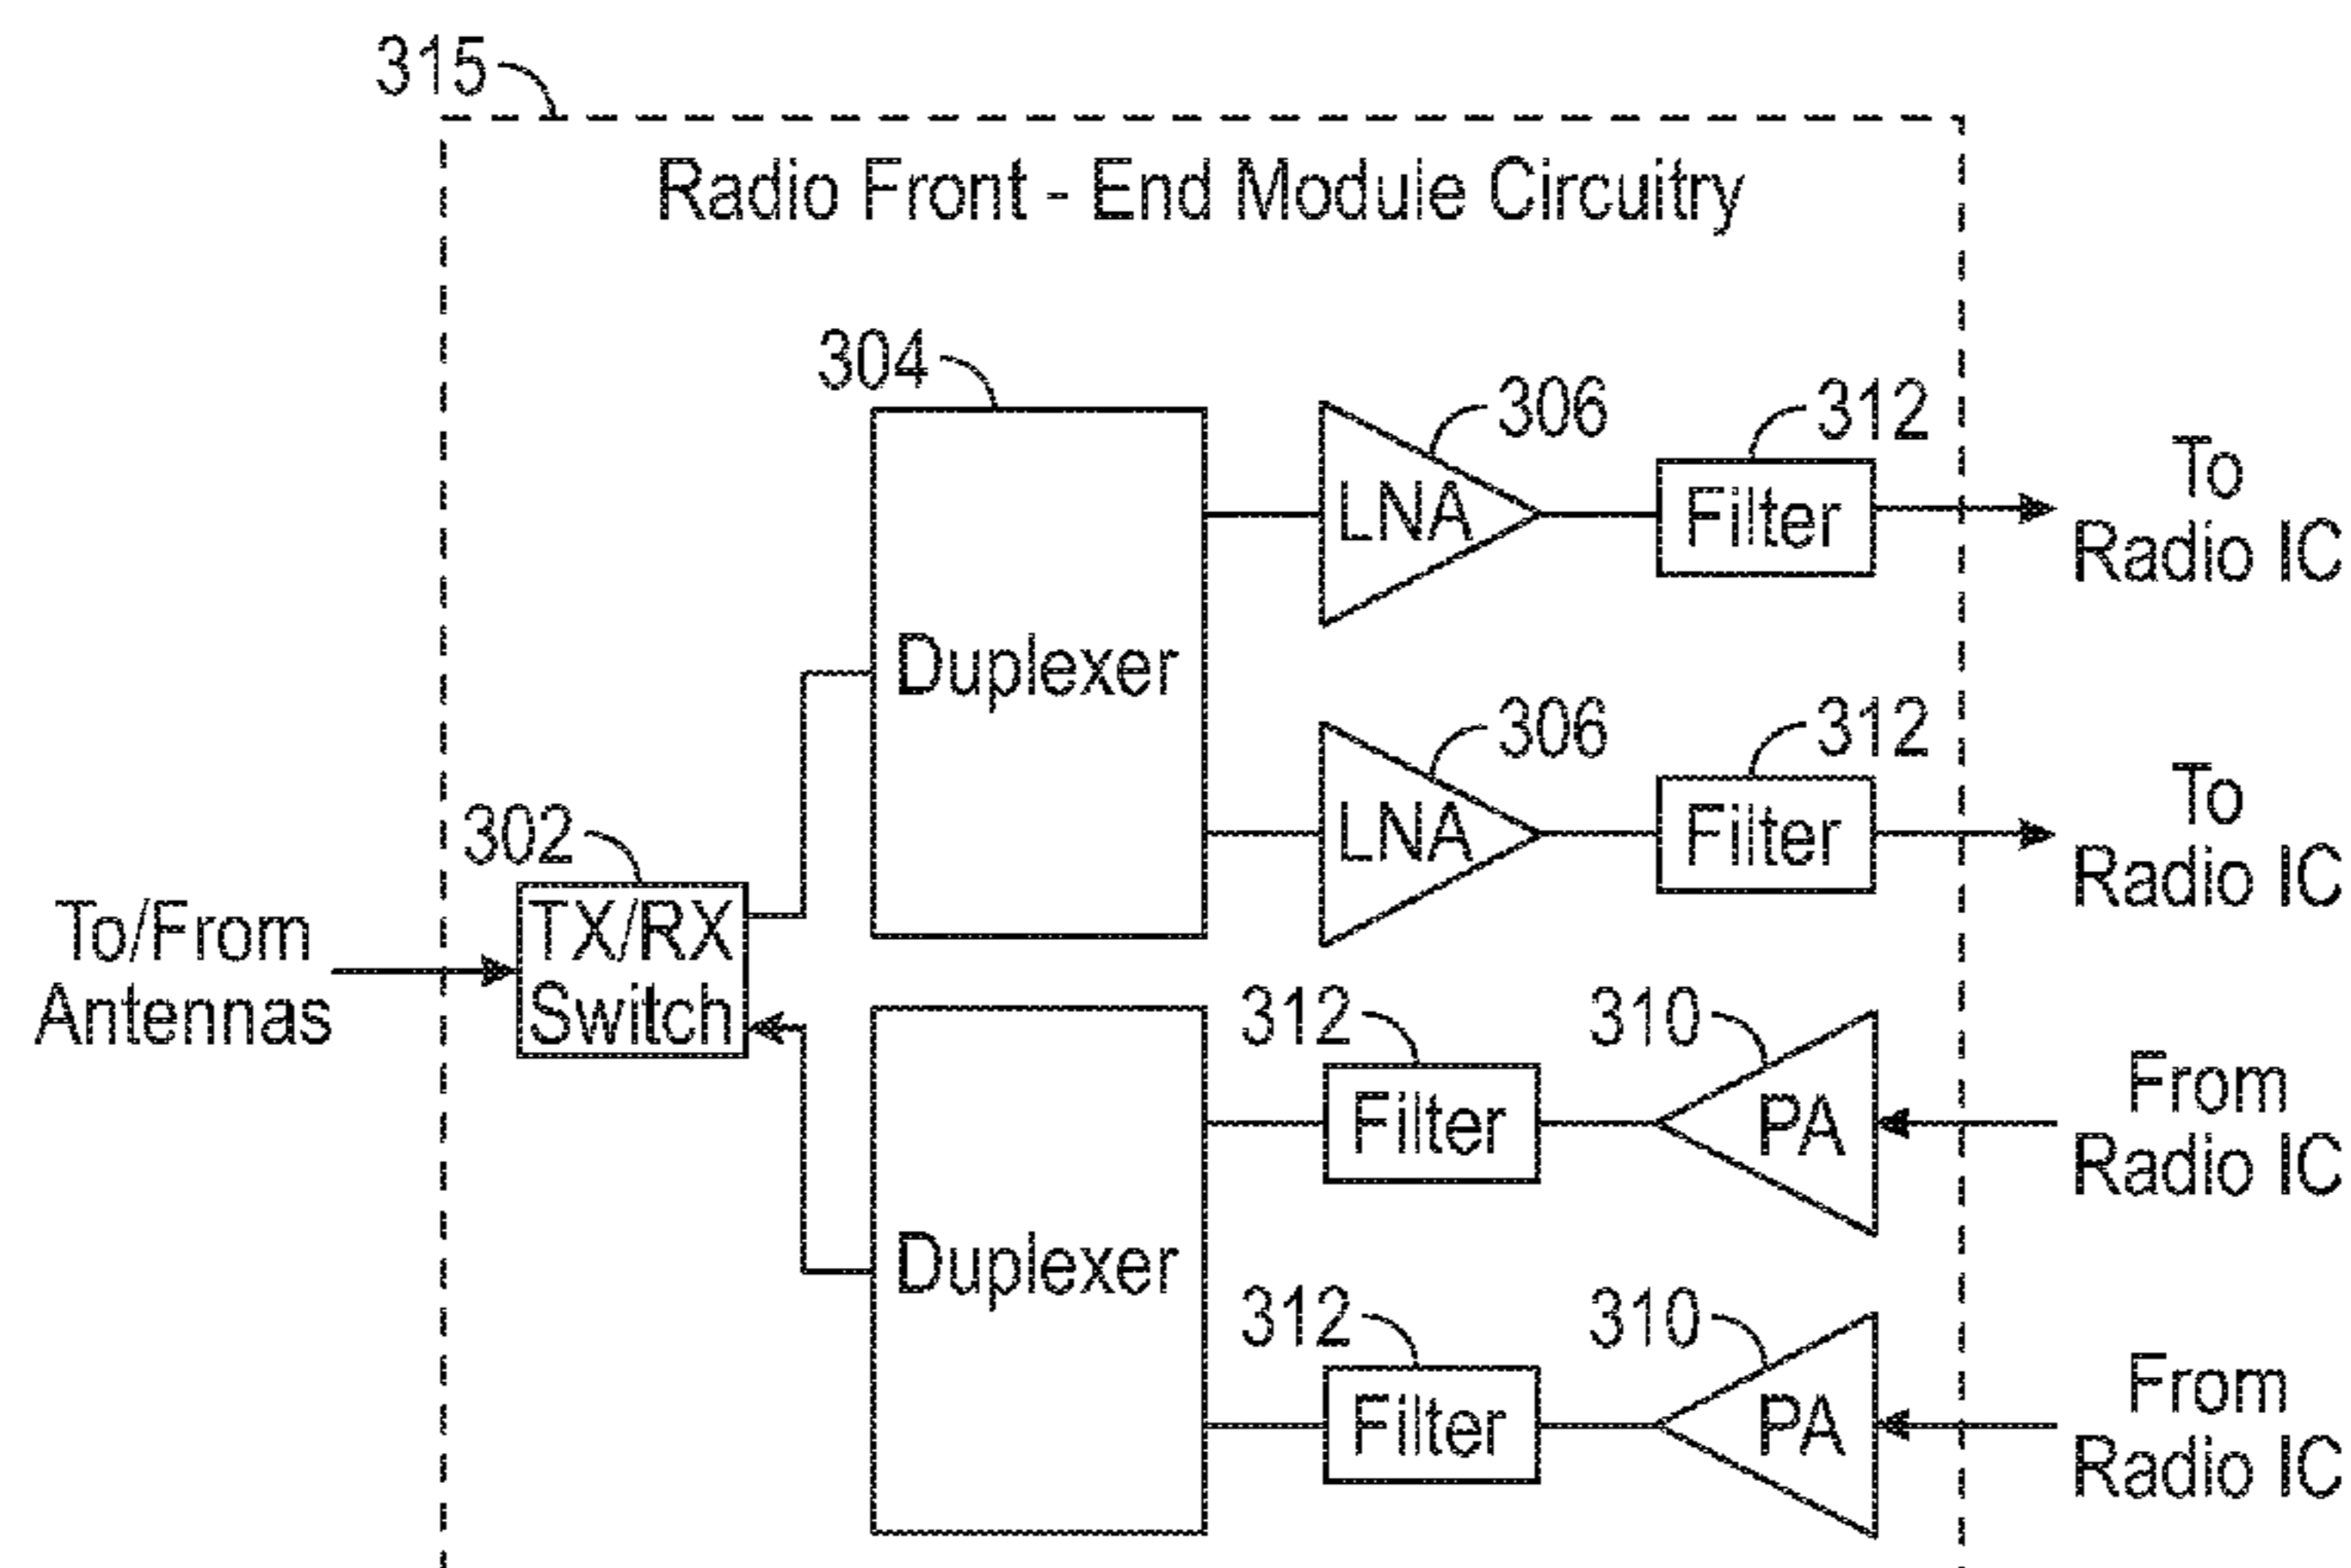 315
Radio Front - End Module Circuitry
304
306
312
To
Radio IC
LNA
Filter
Duplexer
306
312
To
Radio IC
LNA
Filter
302
TX/RX
Switch
To/From
Antennas
312
310
From
Radio IC
Filter
PA
Duplexer
312
310
From
Radio IC
Filter
PA